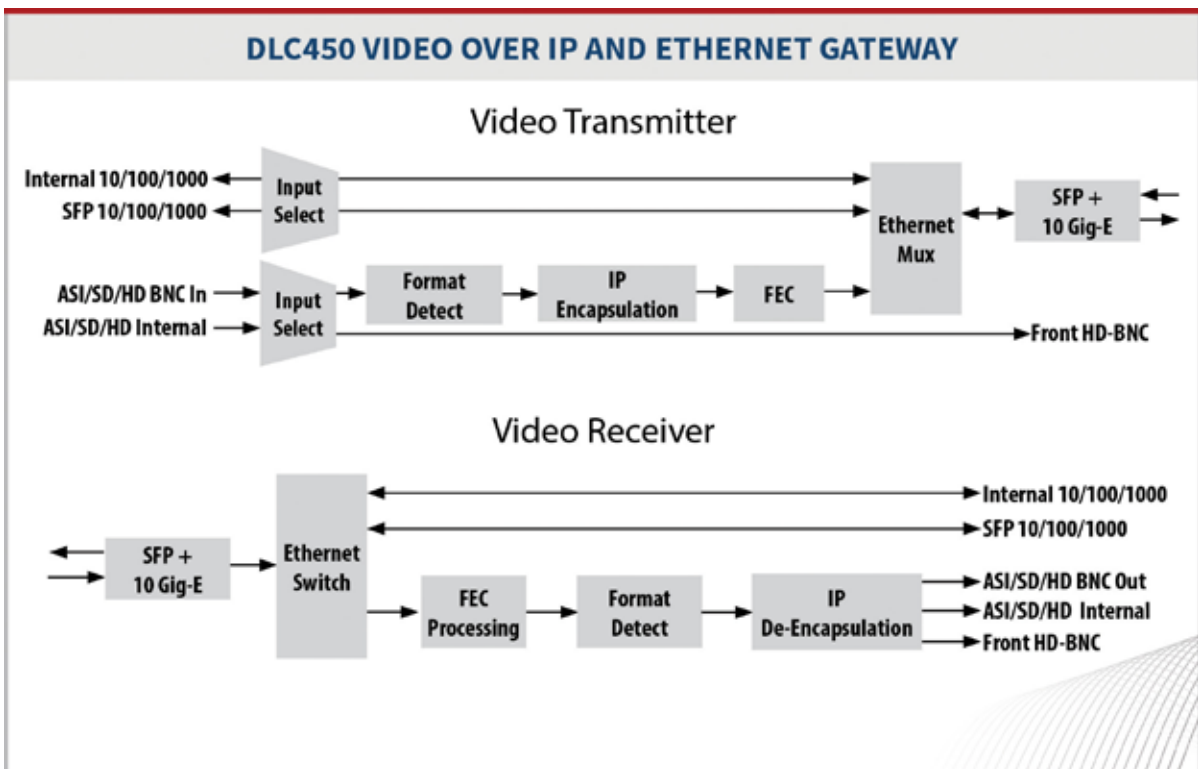 DLC450 VIDEO OVER IP AND ETHERNET GATEWAY
Video Transmitter
Internal 10/100/1000
SFP 10/100/1000
Input
Select
Ethernet
Mux
SFP +
10 Gig-E
ASI/SD/HD BNC In
ASI/SD/HD Internal
Input
Select
Format
Detect
IP
Encapsulation
FEC
Front HD-BNC
Video Receiver
SFP +
10 Gig-E
Ethernet
Switch
Internal 10/100/1000
SFP 10/100/1000
FEC
Processing
Format
Detect
IP
De-Encapsulation
ASI/SD/HD BNC Out
ASI/SD/HD Internal
Front HD-BNC